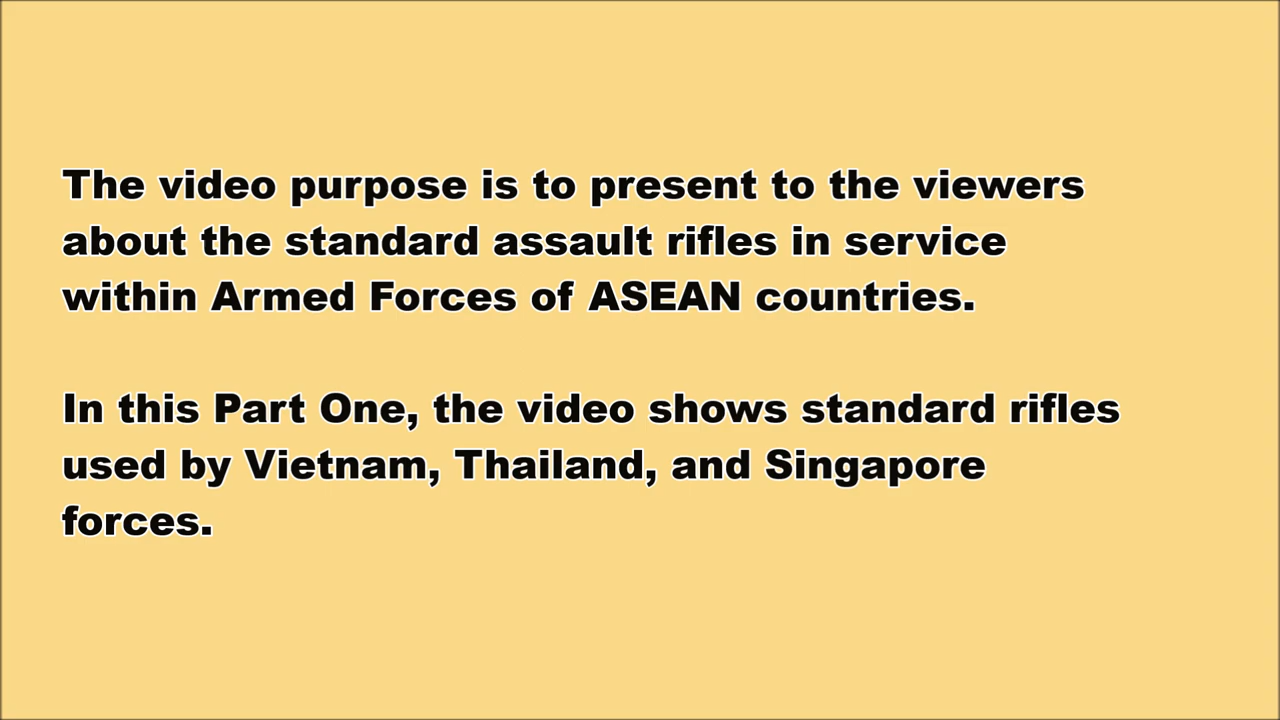 The video purpose is to present to the viewers
about the standard assault rifles in service
within Armed Forces of ASEAN countries.
In this Part One, the video shows standard rifles
used by Vietnam, Thailand, and Singapore
forces.